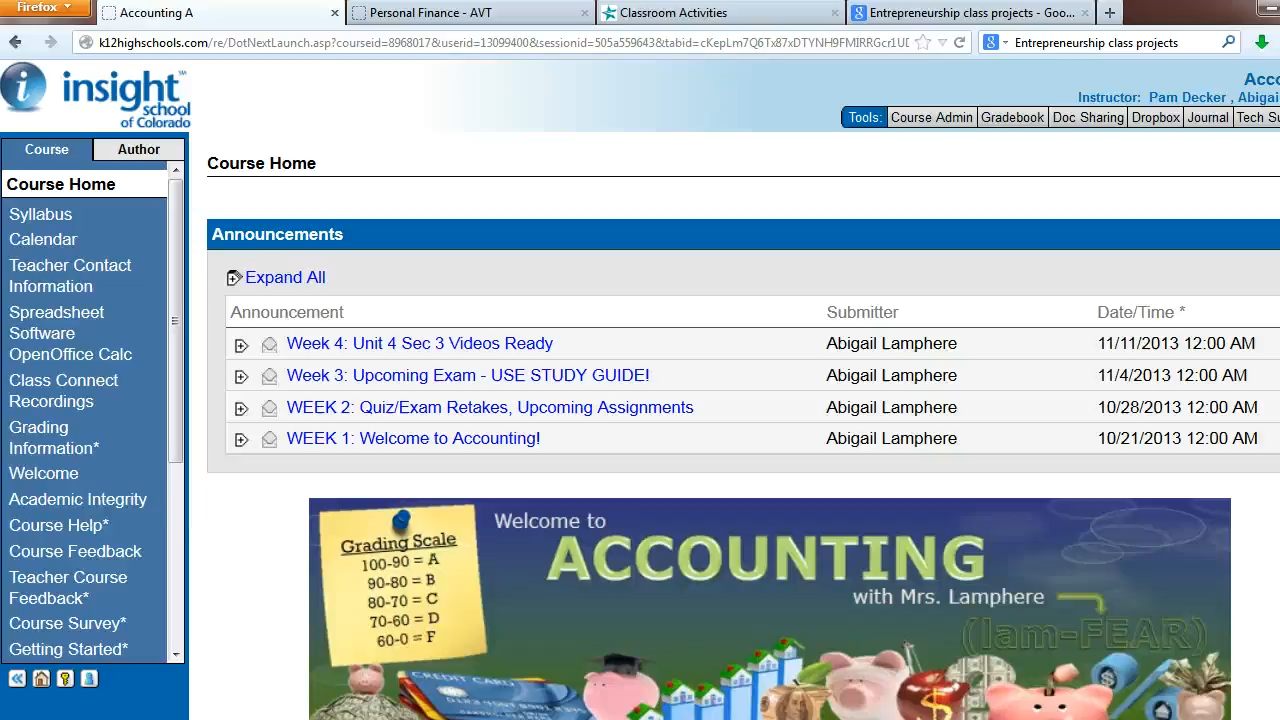 Firefox
Accounting A
Personal Finance - AVT
Classroom Activities
Entrepreneurship class projects - Goo...
k12highschools.com/re/DotNextLaunch.asp?courseid=8968017&userid=13099400&sessionid=505a559643&tabid=cKepLm7Q6Tx87xDTYNH9FMIRRGcr1UD
Entrepreneurship class projects
insight
school
of Colorado
Acco
Instructor: Pam Decker , Abigai
Tools: Course Admin Gradebook Doc Sharing Dropbox Journal Tech Su
Course
Author
Course Home
Syllabus
Calendar
Teacher Contact
Information
Spreadsheet
Software
OpenOffice Calc
Class Connect
Recordings
Grading
Information*
Welcome
Academic Integrity
Course Help*
Course Feedback
Teacher Course
Feedback*
Course Survey*
Getting Started*
Course Home
Announcements
Expand All
Announcement Submitter Date/Time *
Week 4: Unit 4 Sec 3 Videos Ready Abigail Lamphere 11/11/2013 12:00 AM
Week 3: Upcoming Exam - USE STUDY GUIDE! Abigail Lamphere 11/4/2013 12:00 AM
WEEK 2: Quiz/Exam Retakes, Upcoming Assignments Abigail Lamphere 10/28/2013 12:00 AM
WEEK 1: Welcome to Accounting! Abigail Lamphere 10/21/2013 12:00 AM
Grading Scale
100-90 = A
90-80 = B
80-70 = C
70-60 = D
60-0 = F
Welcome to
ACCOUNTING
with Mrs. Lamphere
(lam-FEAR)
CREDIT CARD